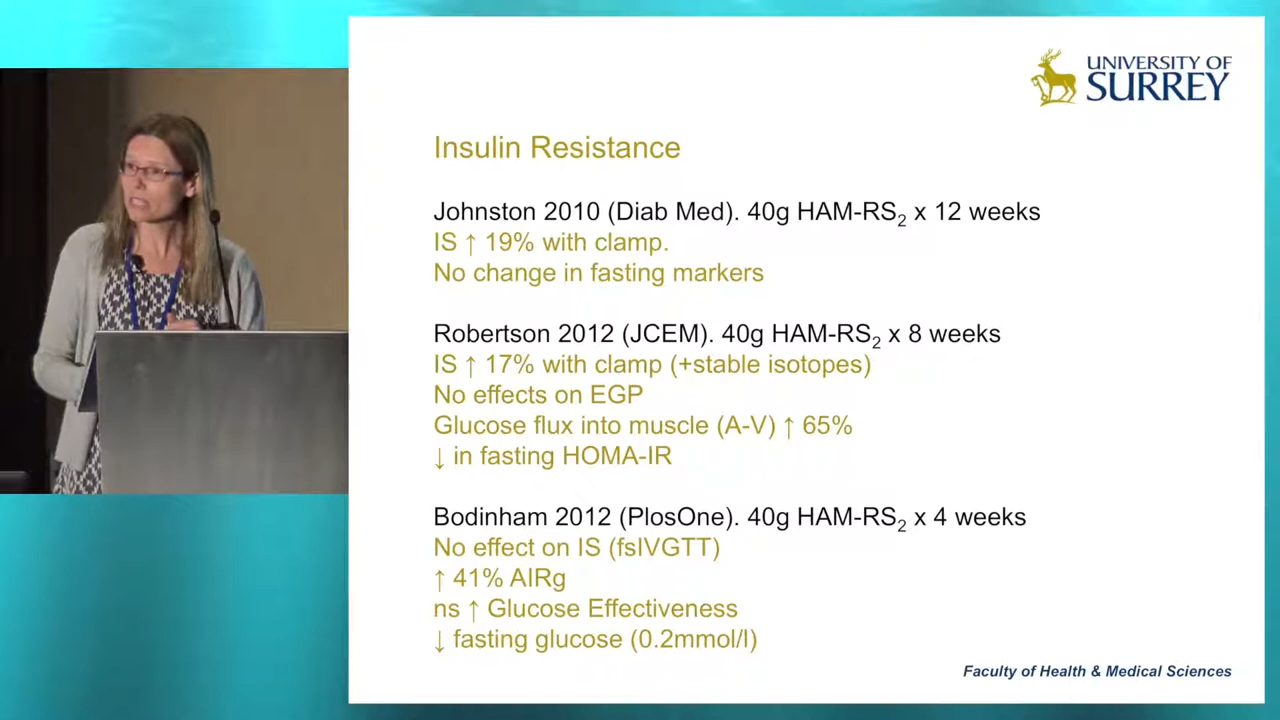 UNIVERSITY OF
SURREY
Insulin Resistance
Johnston 2010 (Diab Med). 40g HAM-RS₂ x 12 weeks
IS ↑ 19% with clamp.
No change in fasting markers
Robertson 2012 (JCEM). 40g HAM-RS₂ x 8 weeks
IS ↑ 17% with clamp (+stable isotopes)
No effects on EGP
Glucose flux into muscle (A-V) ↑ 65%
↓ in fasting HOMA-IR
Bodinham 2012 (PlosOne). 40g HAM-RS₂ x 4 weeks
No effect on IS (fsIVGTT)
↑ 41% AIRg
ns ↑ Glucose Effectiveness
↓ fasting glucose (0.2mmol/l)
Faculty of Health & Medical Sciences